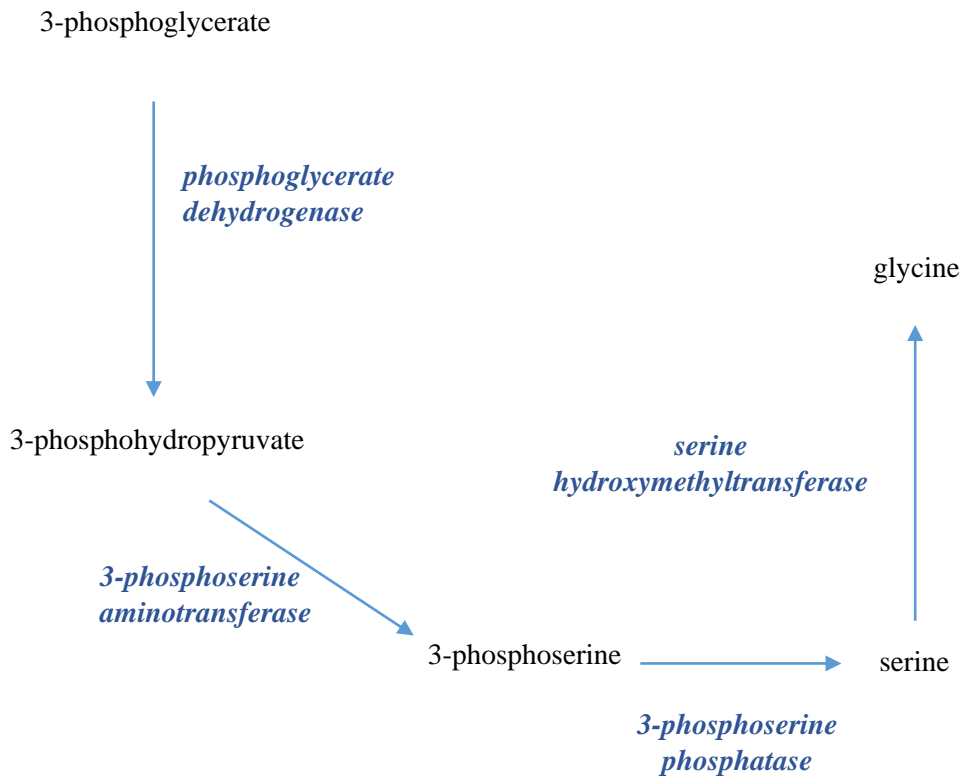 3-phosphoglycerate
phosphoglycerate
dehydrogenase
glycine
3-phosphohydropyruvate
serine
hydroxymethyltransferase
3-phosphoserine
aminotransferase
3-phosphoserine
serine
3-phosphoserine
phosphatase